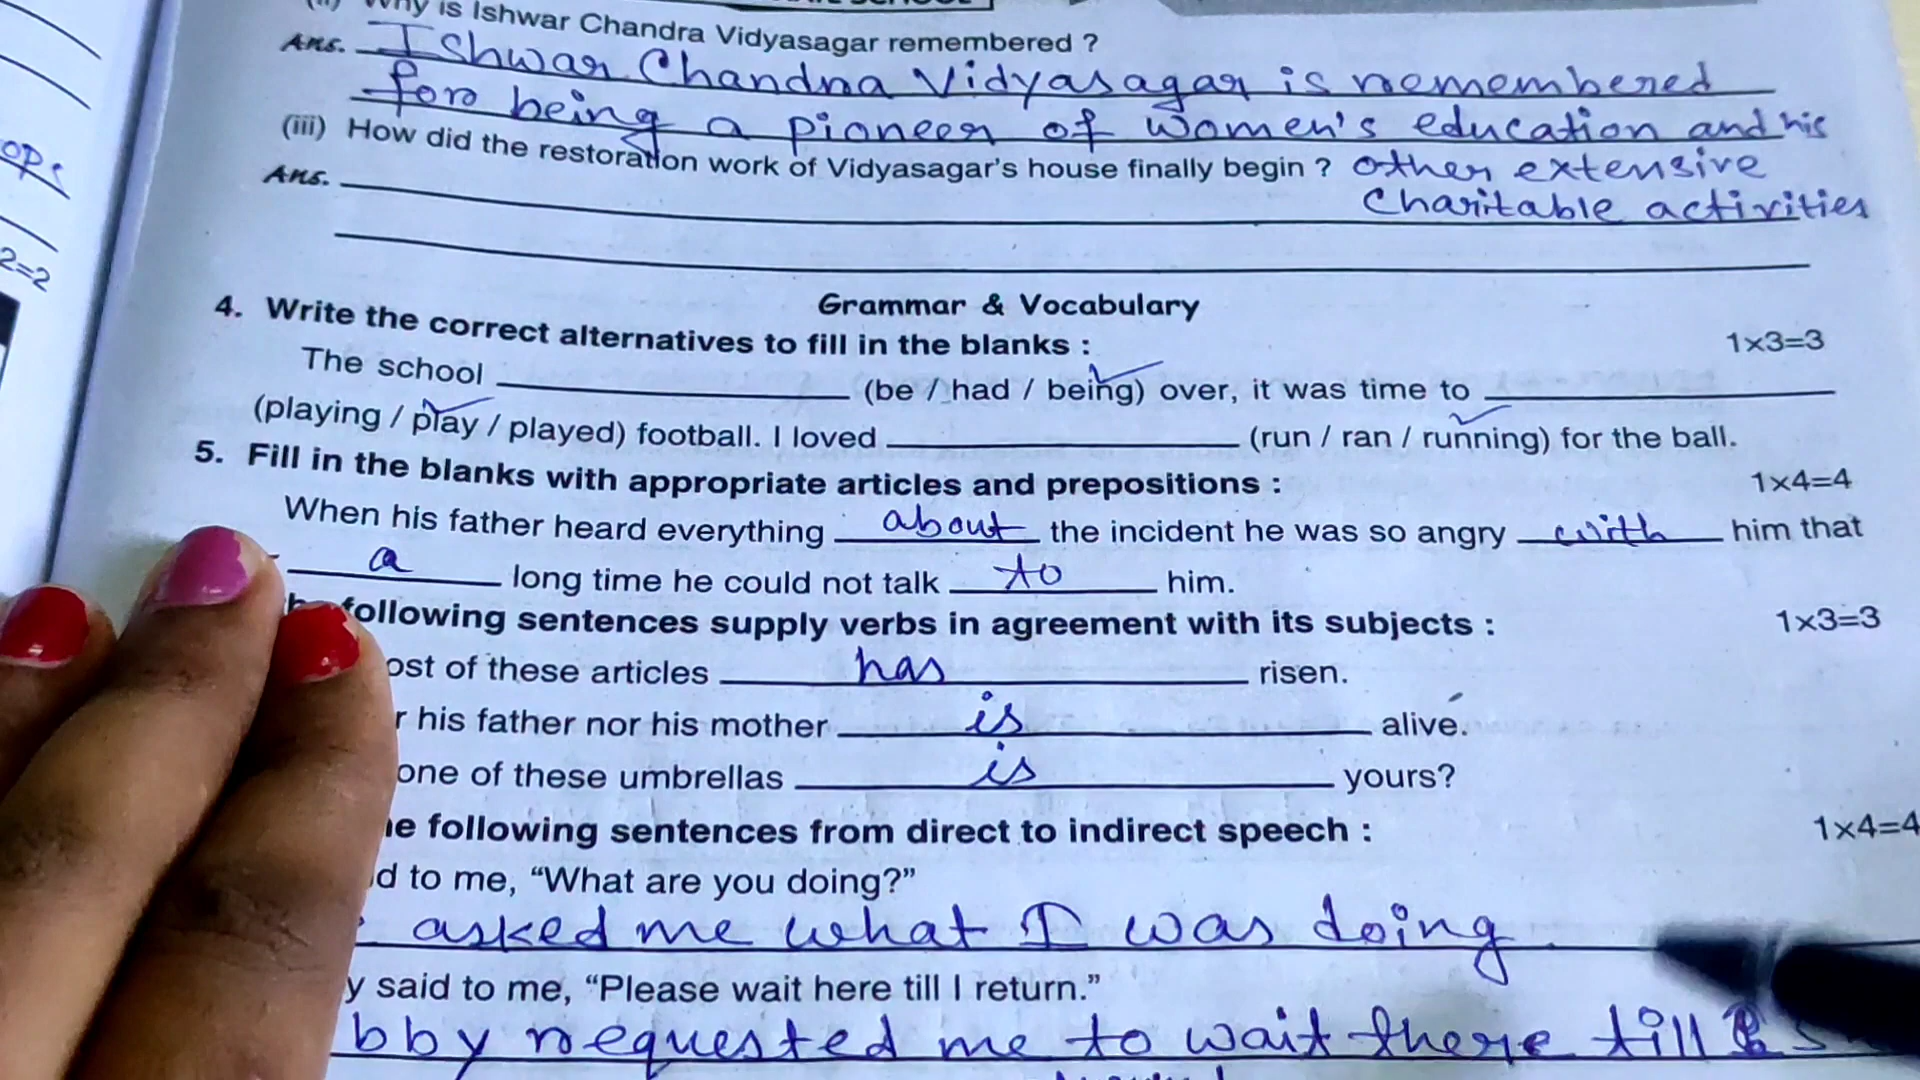 Why is Ishwar Chandra Vidyasagar remembered ?
Ans. Ishwar Chandra Vidyasagar is remembered
for being a pioneer of women's education and his
(iii) How did the restoration work of Vidyasagar's house finally begin ? other extensive
Ans. Charitable activities
2=2
Grammar & Vocabulary
4. Write the correct alternatives to fill in the blanks : 1×3=3
The school ____ (be / had / being) over, it was time to ____
(playing / play / played) football. I loved ____ (run / ran / running) for the ball.
5. Fill in the blanks with appropriate articles and prepositions : 1×4=4
When his father heard everything about the incident he was so angry with him that
a long time he could not talk to him.
following sentences supply verbs in agreement with its subjects : 1×3=3
ost of these articles has risen.
r his father nor his mother is alive.
one of these umbrellas is yours?
following sentences from direct to indirect speech : 1×4=4
d to me, “What are you doing?”
asked me what I was doing
y said to me, “Please wait here till I return.”
bby requested me to wait there till